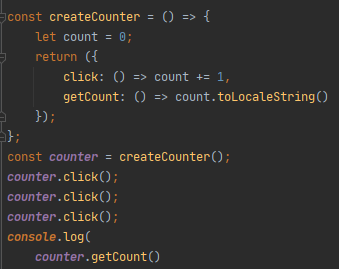 const createCounter = () => {
    let count = 0;
    return ({
        click: () => count += 1,
        getCount: () => count.toLocaleString()
    });
};
const counter = createCounter();
counter.click();
counter.click();
counter.click();
console.log(
    counter.getCount()